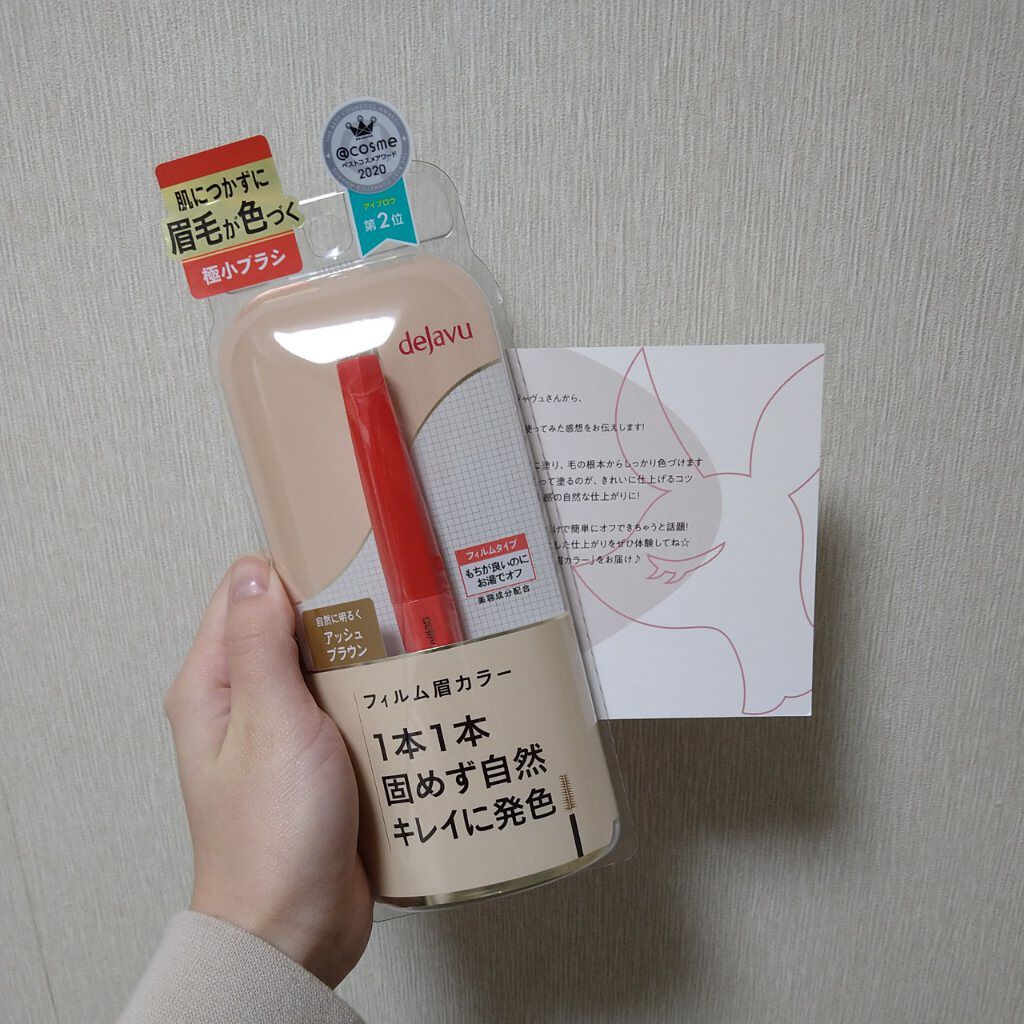 @cosme
ベストコスメアワード
2020
アイブロウ
第2位
肌につかずに
眉毛が色づく
極小ブラシ
deJavu
フィルムタイプ
もちが良いのに
お湯でオフ
美容成分配合
自然に明るく
アッシュ
ブラウン
フィルム眉カラー
1本1本
固めず自然
キレイに発色
ジャヴュさんから、
使ってみた感想をお伝えします!
に塗り、毛の根本からしっかり色づけます
って塗るのが、きれいに仕上げるコツ
感の自然な仕上がりに!
けで簡単にオフできちゃうと話題!
した仕上がりをぜひ体験してね☆
眉カラー」をお届け♪